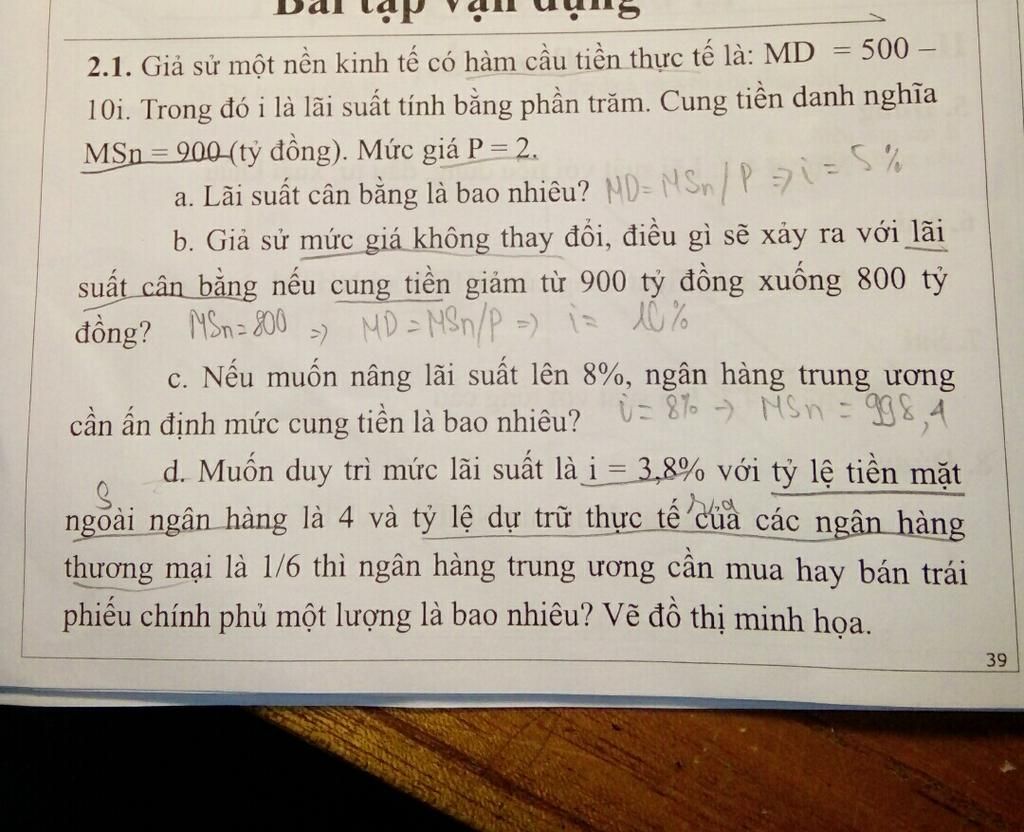 Bài tập vận dụng
2.1. Giả sử một nền kinh tế có hàm cầu tiền thực tế là: MD = 500 –
10i. Trong đó i là lãi suất tính bằng phần trăm. Cung tiền danh nghĩa
MSn = 900 (tỷ đồng). Mức giá P = 2.
a. Lãi suất cân bằng là bao nhiêu? MD = MSn/P => i = 5%
b. Giả sử mức giá không thay đổi, điều gì sẽ xảy ra với lãi
suất cân bằng nếu cung tiền giảm từ 900 tỷ đồng xuống 800 tỷ
đồng? MSn = 800 => MD = MSn/P => i = 10%
c. Nếu muốn nâng lãi suất lên 8%, ngân hàng trung ương
cần ấn định mức cung tiền là bao nhiêu? i = 8% -> MSn = 998,4
d. Muốn duy trì mức lãi suất là i = 3,8% với tỷ lệ tiền mặt
ngoài ngân hàng là 4 và tỷ lệ dự trữ thực tế của các ngân hàng
thương mại là 1/6 thì ngân hàng trung ương cần mua hay bán trái
phiếu chính phủ một lượng là bao nhiêu? Vẽ đồ thị minh họa.
39